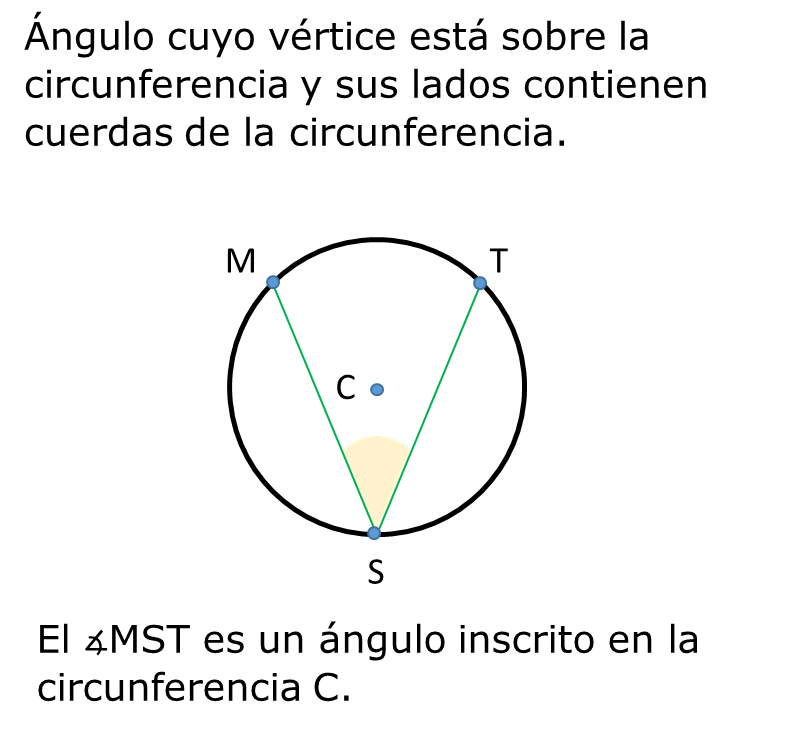 Ángulo cuyo vértice está sobre la
circunferencia y sus lados contienen
cuerdas de la circunferencia.
M
T
C
S
El ∡MST es un ángulo inscrito en la
circunferencia C.